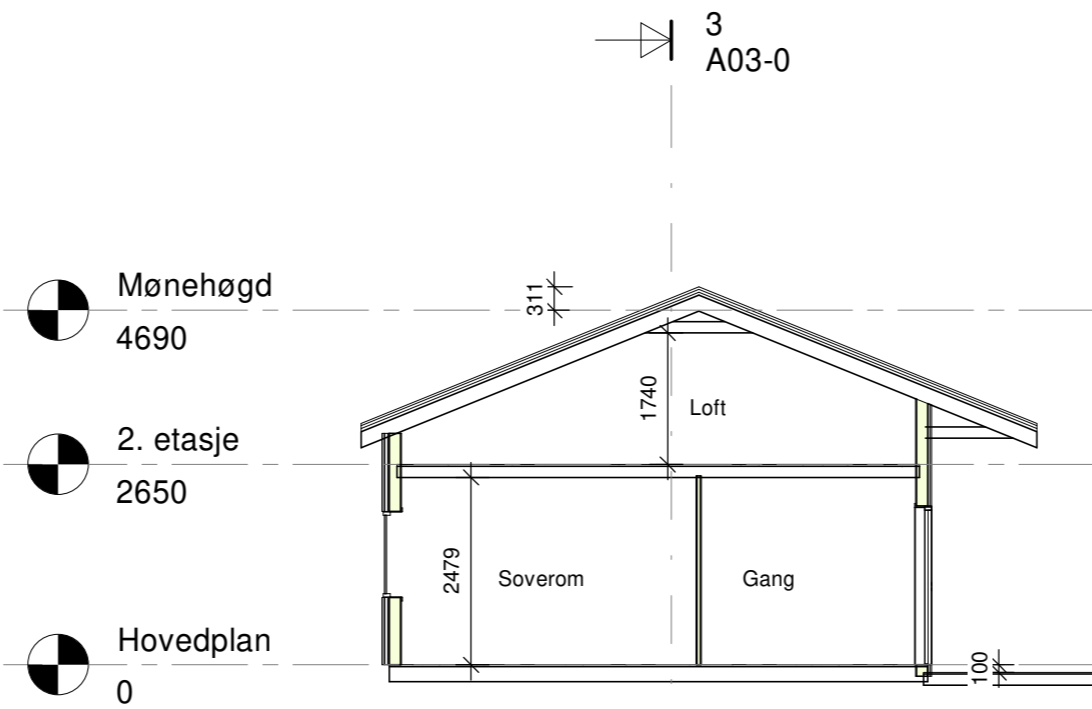 3
A03-0
Mønehøgd
4690
311
1740
Loft
2. etasje
2650
2479
Soverom
Gang
Hovedplan
0
100